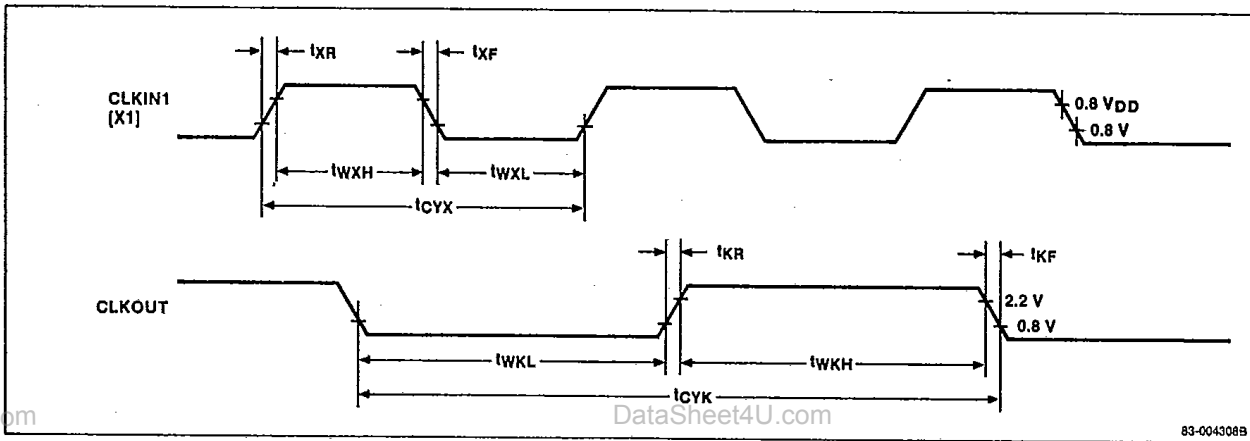 tXR
tXF
CLKIN1
[X1]
0.8 VDD
0.8 V
tWXH
tWXL
tCYX
tKR
tKF
CLKOUT
2.2 V
0.8 V
tWKL
tWKH
tCYK
om
DataSheet4U.com
83-004308B